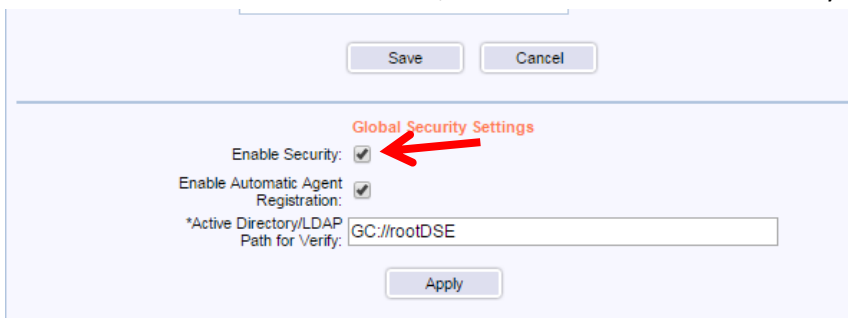 Save Cancel
Global Security Settings
Enable Security:
Enable Automatic Agent
Registration:
*Active Directory/LDAP
Path for Verify:
GC://rootDSE
Apply